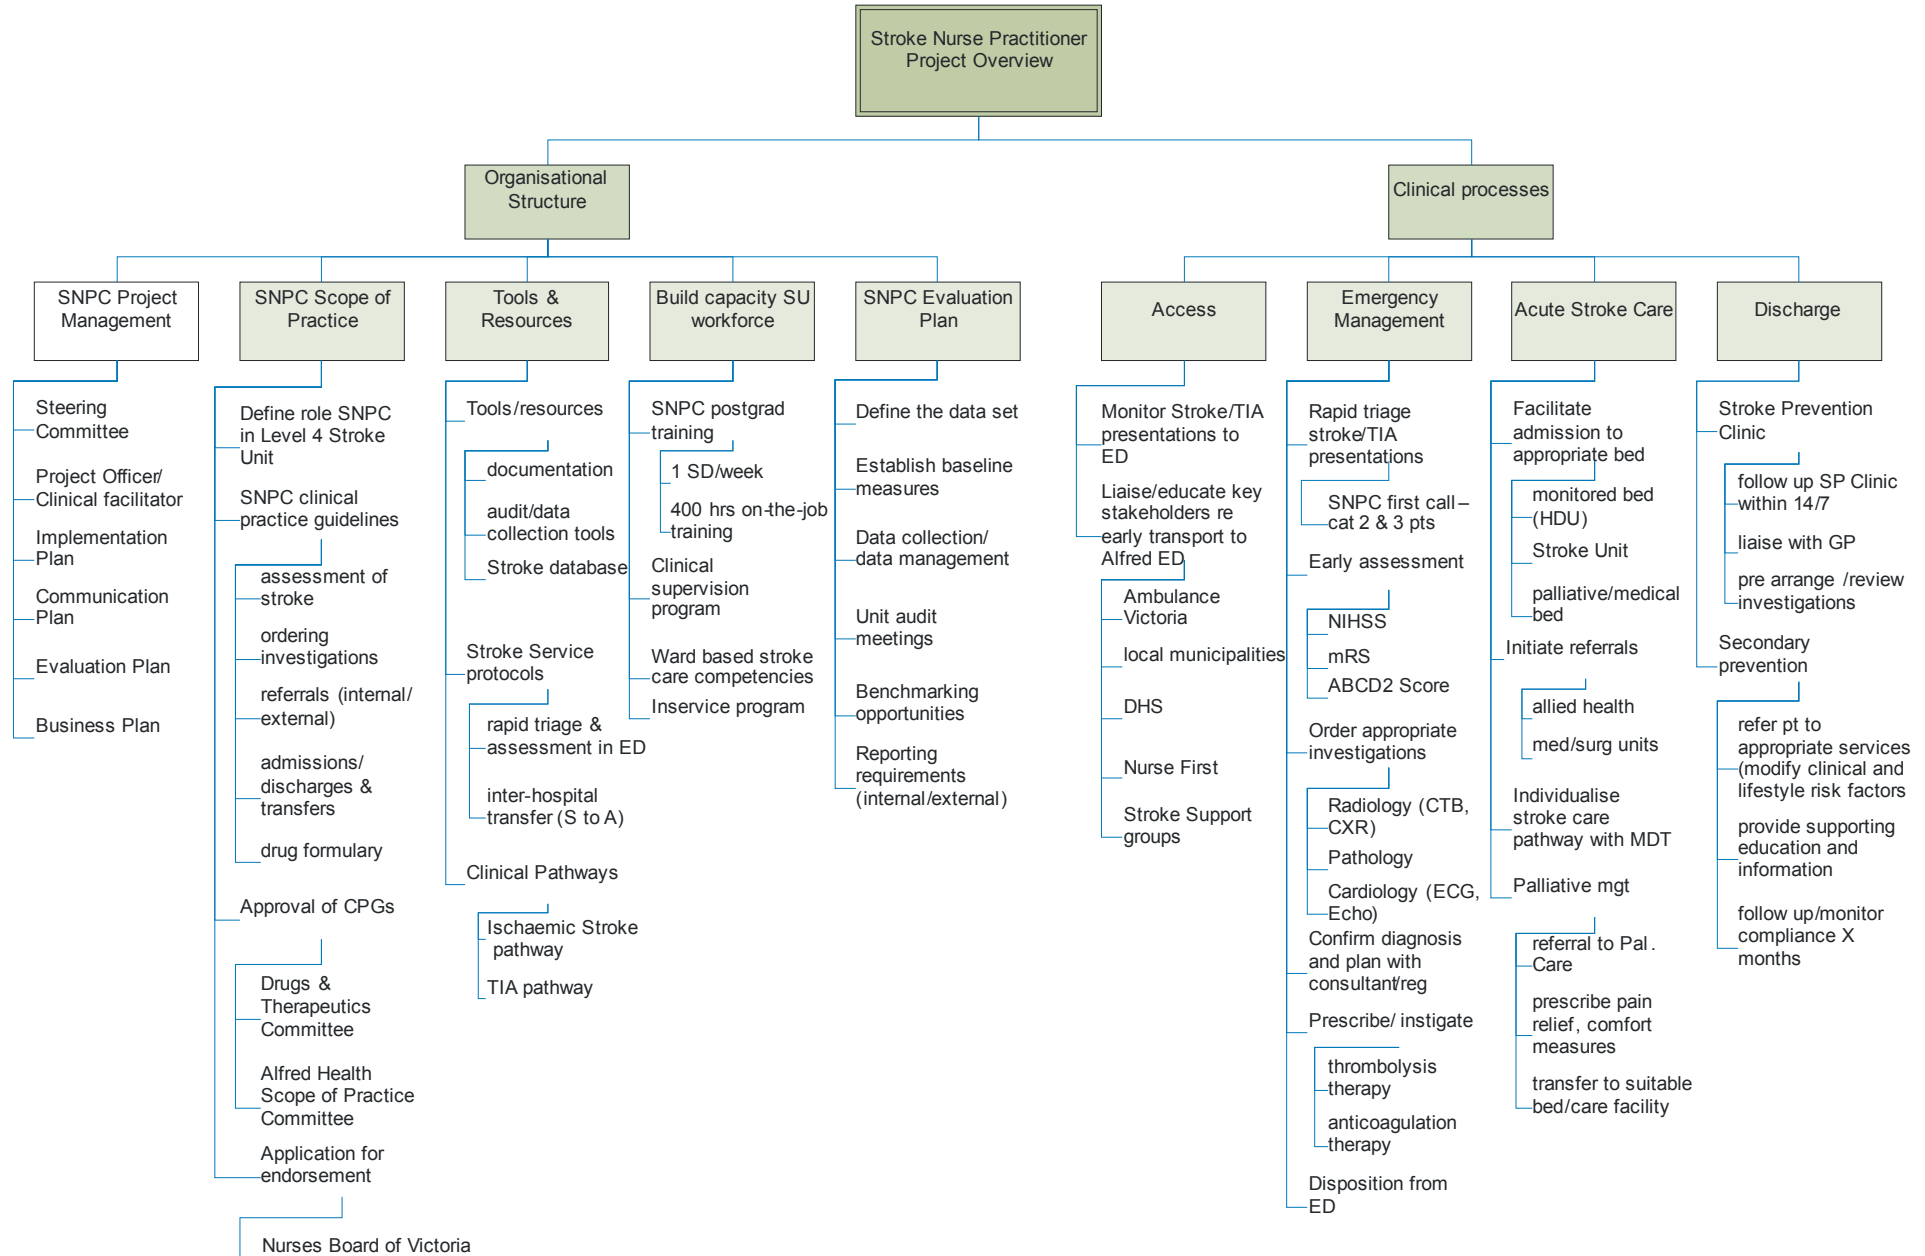 Stroke Nurse Practitioner
Project Overview
Organisational
Structure
Clinical processes
SNPC Project
Management
SNPC Scope of
Practice
Tools &
Resources
Build capacity SU
workforce
SNPC Evaluation
Plan
Access
Emergency
Management
Acute Stroke Care
Discharge
Steering
Committee
Project Officer/
Clinical facilitator
Implementation
Plan
Communication
Plan
Evaluation Plan
Business Plan
Define role SNPC
in Level 4 Stroke
Unit
SNPC clinical
practice guidelines
assessment of
stroke
ordering
investigations
referrals (internal/
external)
admissions/
discharges &
transfers
drug formulary
Approval of CPGs
Drugs &
Therapeutics
Committee
Alfred Health
Scope of Practice
Committee
Application for
endorsement
Nurses Board of Victoria
Tools/resources
documentation
audit/data
collection tools
Stroke database
Stroke Service
protocols
rapid triage &
assessment in ED
inter-hospital
transfer (S to A)
Clinical Pathways
Ischaemic Stroke
pathway
TIA pathway
SNPC postgrad
training
1 SD/week
400 hrs on-the-job
training
Clinical
supervision
program
Ward based stroke
care competencies
Inservice program
Define the data set
Establish baseline
measures
Data collection/
data management
Unit audit
meetings
Benchmarking
opportunities
Reporting
requirements
(internal/external)
Monitor Stroke/TIA
presentations to
ED
Liaise/educate key
stakeholders re
early transport to
Alfred ED
Ambulance
Victoria
local municipalities
DHS
Nurse First
Stroke Support
groups
Rapid triage
stroke/TIA
presentations
SNPC first call –
cat 2 & 3 pts
Early assessment
NIHSS
mRS
ABCD2 Score
Order appropriate
investigations
Radiology (CTB,
CXR)
Pathology
Cardiology (ECG,
Echo)
Confirm diagnosis
and plan with
consultant/reg
Prescribe/ instigate
thrombolysis
therapy
anticoagulation
therapy
Disposition from
ED
Facilitate
admission to
appropriate bed
monitored bed
(HDU)
Stroke Unit
palliative/medical
bed
Initiate referrals
allied health
med/surg units
Individualise
stroke care
pathway with MDT
Palliative mgt
referral to Pal.
Care
prescribe pain
relief, comfort
measures
transfer to suitable
bed/care facility
Stroke Prevention
Clinic
follow up SP Clinic
within 14/7
liaise with GP
pre arrange /review
investigations
Secondary
prevention
refer pt to
appropriate services
(modify clinical and
lifestyle risk factors
provide supporting
education and
information
follow up/monitor
compliance X
months